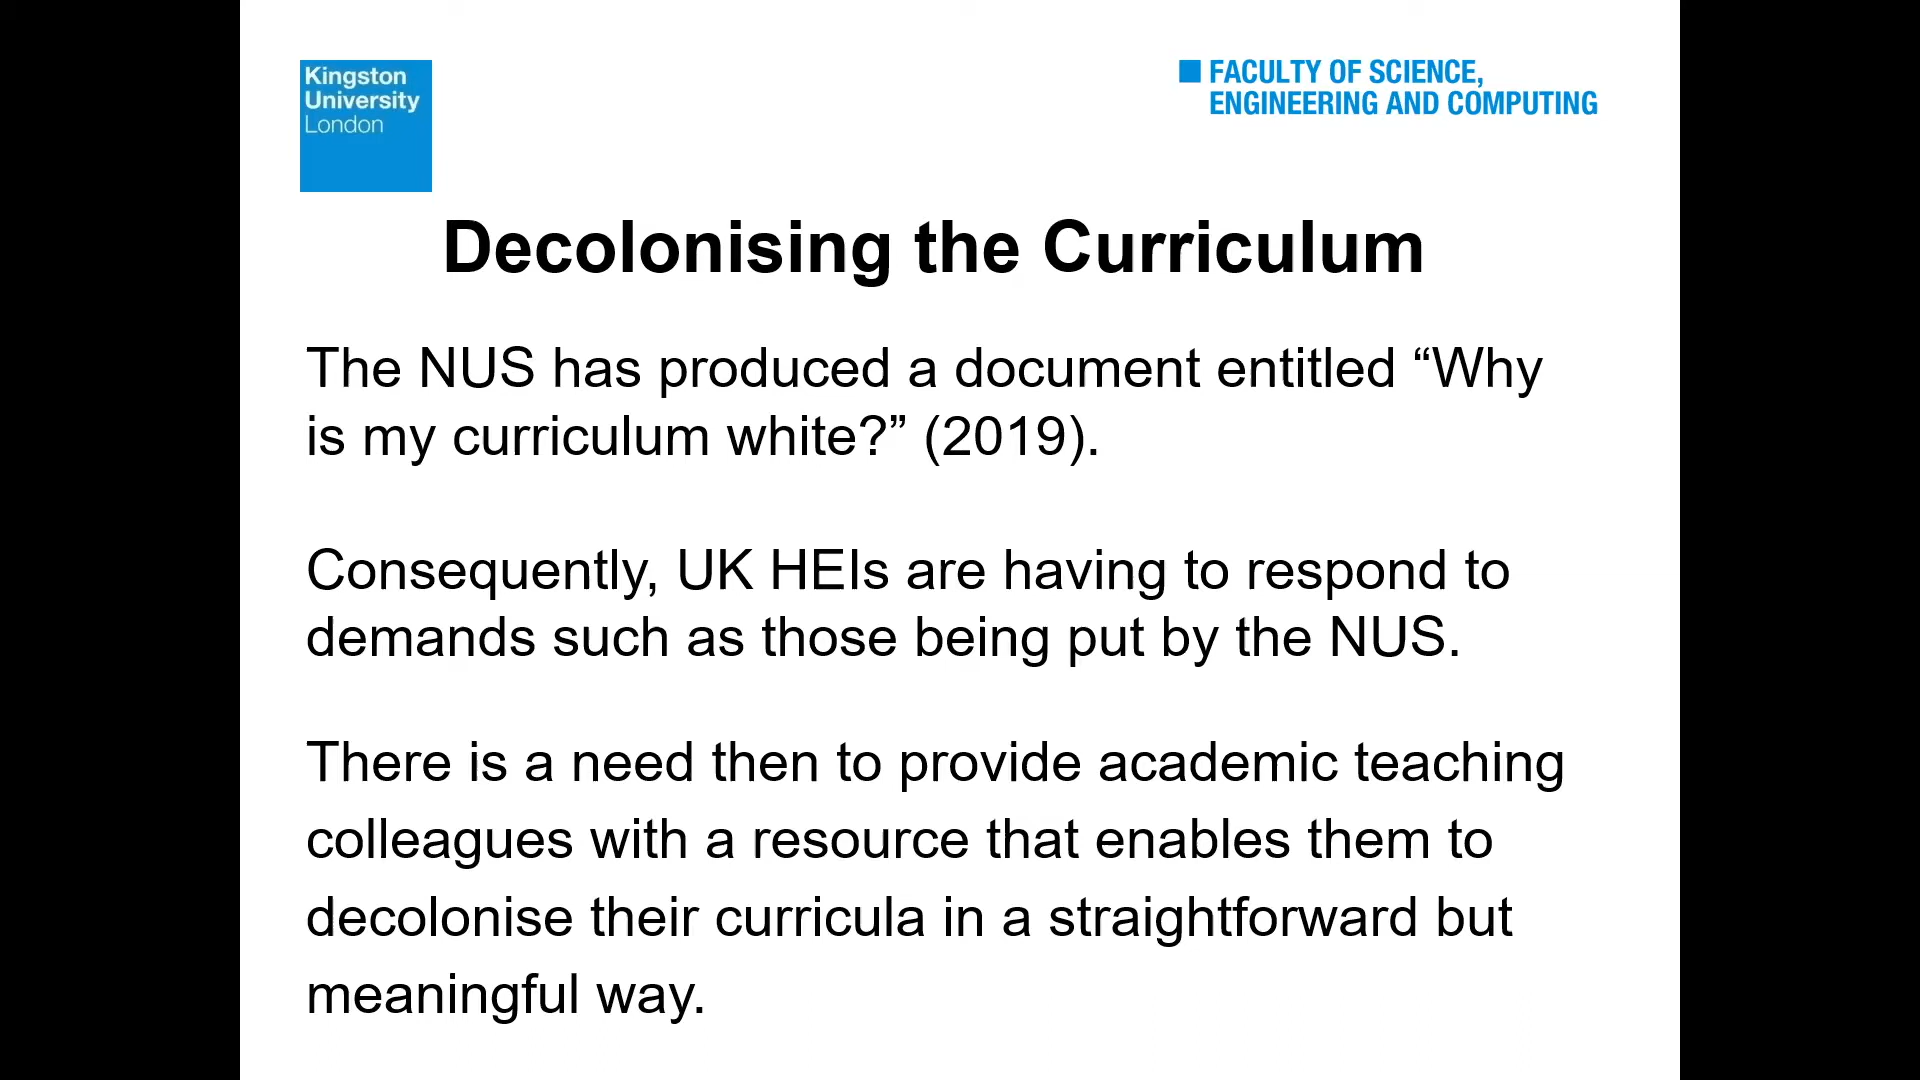 Kingston
University
London
FACULTY OF SCIENCE,
ENGINEERING AND COMPUTING
Decolonising the Curriculum
The NUS has produced a document entitled “Why
is my curriculum white?” (2019).
Consequently, UK HEIs are having to respond to
demands such as those being put by the NUS.
There is a need then to provide academic teaching
colleagues with a resource that enables them to
decolonise their curricula in a straightforward but
meaningful way.